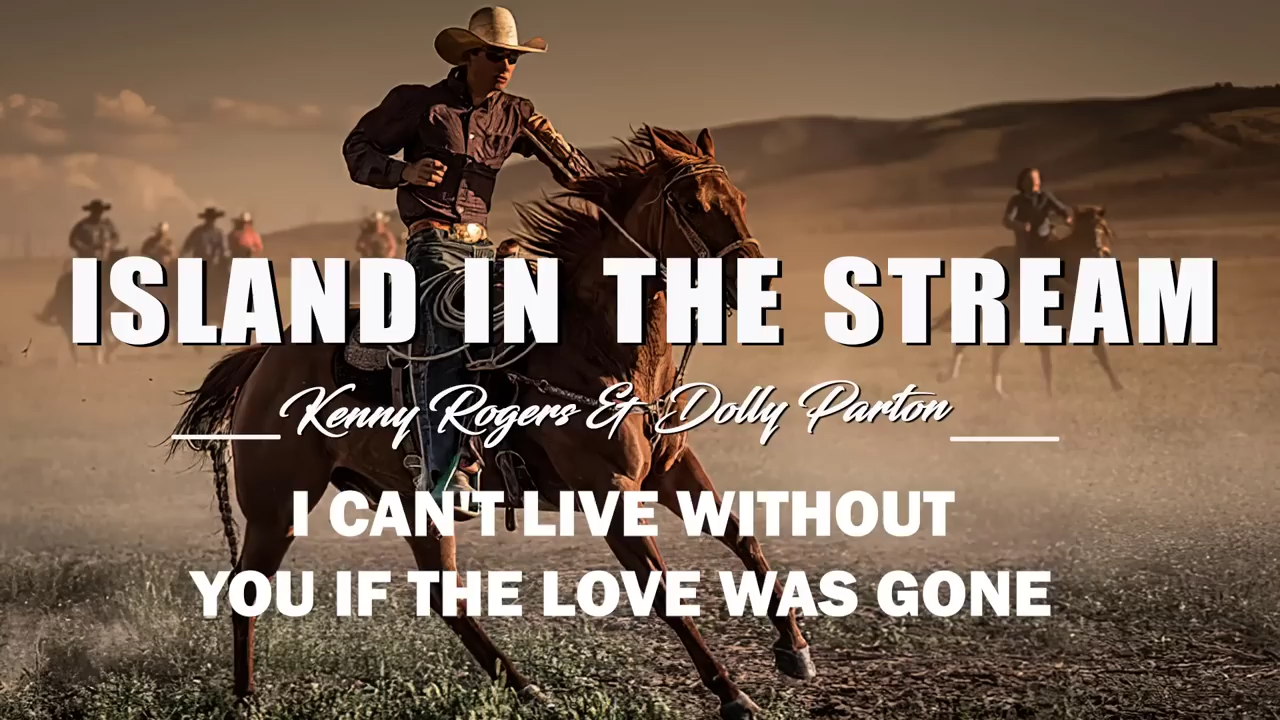 ISLAND IN THE STREAM
Kenny Rogers & Dolly Parton
I CAN'T LIVE WITHOUT
YOU IF THE LOVE WAS GONE